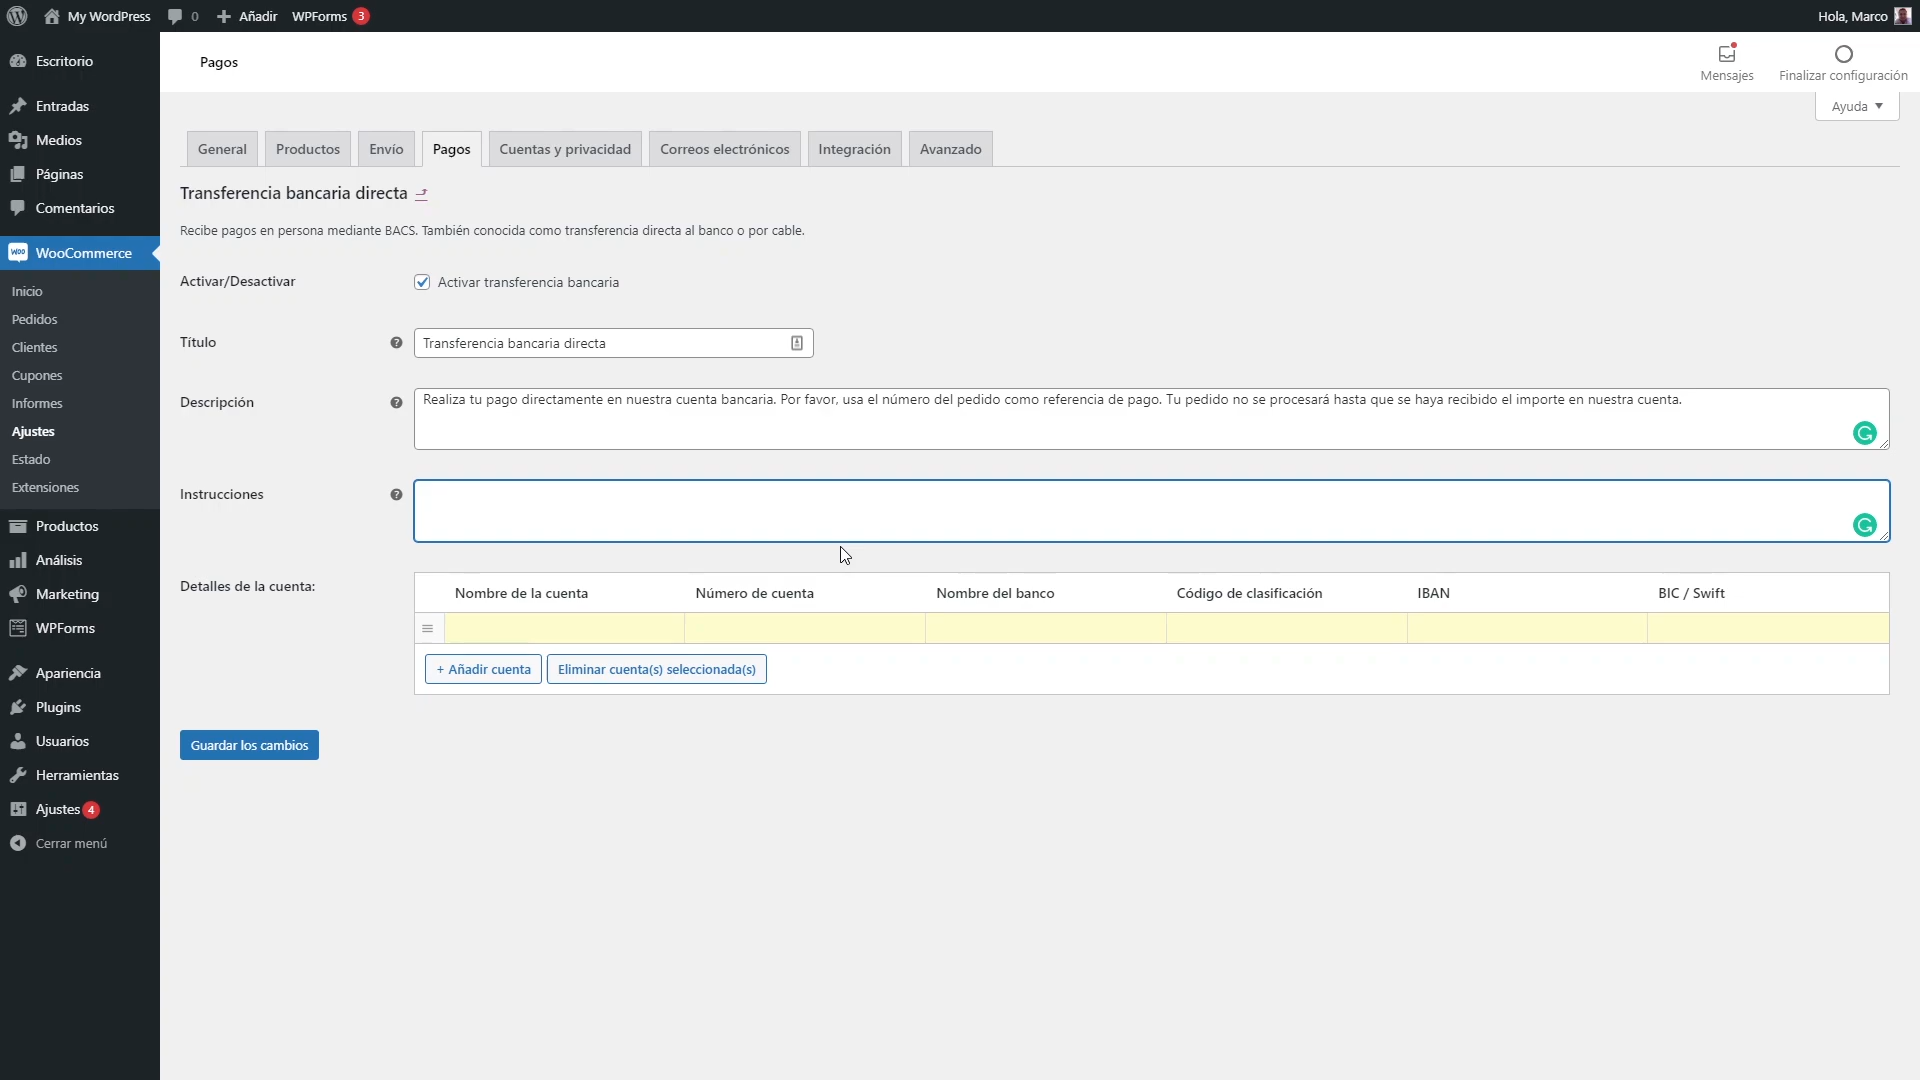 My WordPress 0 Añadir WPForms 3 Hola, Marco
Escritorio
Entradas
Medios
Páginas
Comentarios
WooCommerce
Inicio
Pedidos
Clientes
Cupones
Informes
Ajustes
Estado
Extensiones
Productos
Análisis
Marketing
WPForms
Apariencia
Plugins
Usuarios
Herramientas
Ajustes 4
Cerrar menú
Pagos
Mensajes
Finalizar configuración
Ayuda
General Productos Envío Pagos Cuentas y privacidad Correos electrónicos Integración Avanzado
Transferencia bancaria directa
Recibe pagos en persona mediante BACS. También conocida como transferencia directa al banco o por cable.
Activar/Desactivar Activar transferencia bancaria
Título Transferencia bancaria directa
Descripción Realiza tu pago directamente en nuestra cuenta bancaria. Por favor, usa el número del pedido como referencia de pago. Tu pedido no se procesará hasta que se haya recibido el importe en nuestra cuenta.
Instrucciones
Detalles de la cuenta:
Nombre de la cuenta Número de cuenta Nombre del banco Código de clasificación IBAN BIC / Swift
+ Añadir cuenta Eliminar cuenta(s) seleccionada(s)
Guardar los cambios